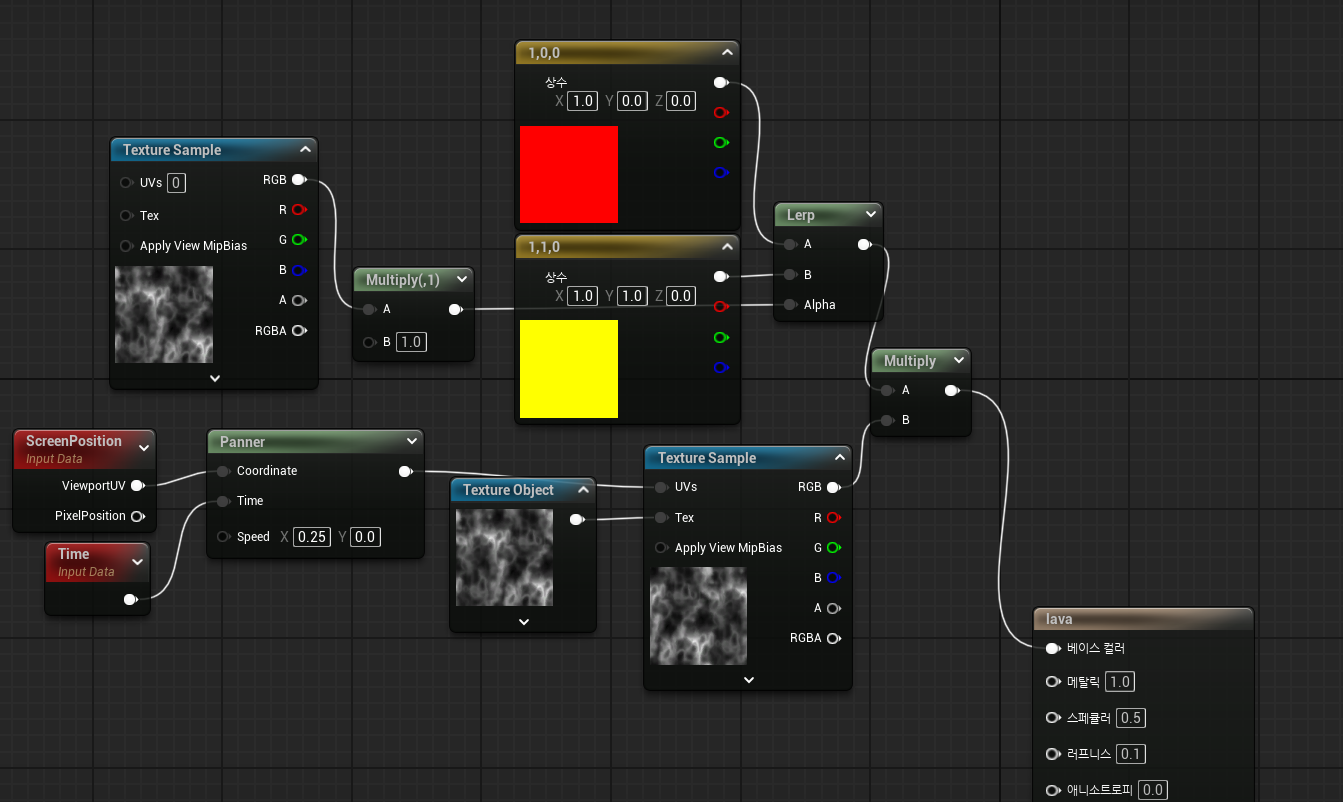 1,0,0
상수
X 1.0 Y 0.0 Z 0.0
Texture Sample
UVs 0
RGB
Tex
R
Apply View MipBias
G
B
A
RGBA
Multiply(,1)
A
B 1.0
1,1,0
상수
X 1.0 Y 1.0 Z 0.0
Lerp
A
B
Alpha
Multiply
A
B
ScreenPosition
Input Data
ViewportUV
PixelPosition
Time
Input Data
Panner
Coordinate
Time
Speed X 0.25 Y 0.0
Texture Object
Texture Sample
UVs
RGB
Tex
R
Apply View MipBias
G
B
A
RGBA
lava
베이스 컬러
메탈릭 1.0
스페큘러 0.5
러프니스 0.1
애니소트로피 0.0